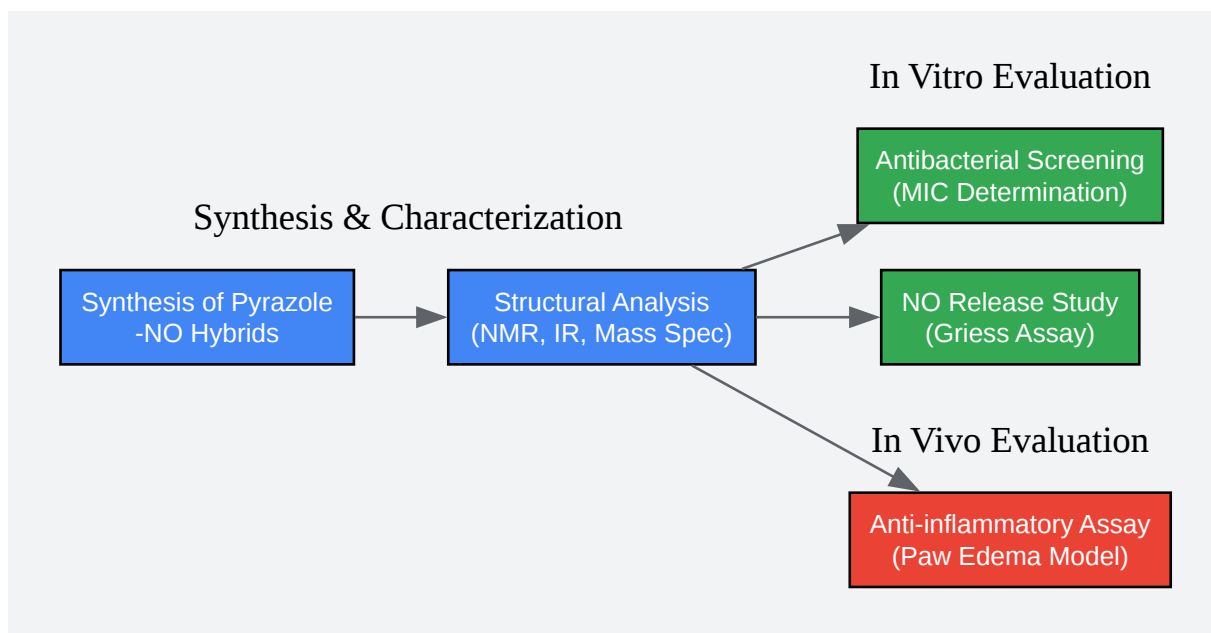 In Vitro Evaluation
Antibacterial Screening
(MIC Determination)
Synthesis & Characterization
Synthesis of Pyrazole
-NO Hybrids
Structural Analysis
(NMR, IR, Mass Spec)
NO Release Study
(Griess Assay)
In Vivo Evaluation
Anti-inflammatory Assay
(Paw Edema Model)